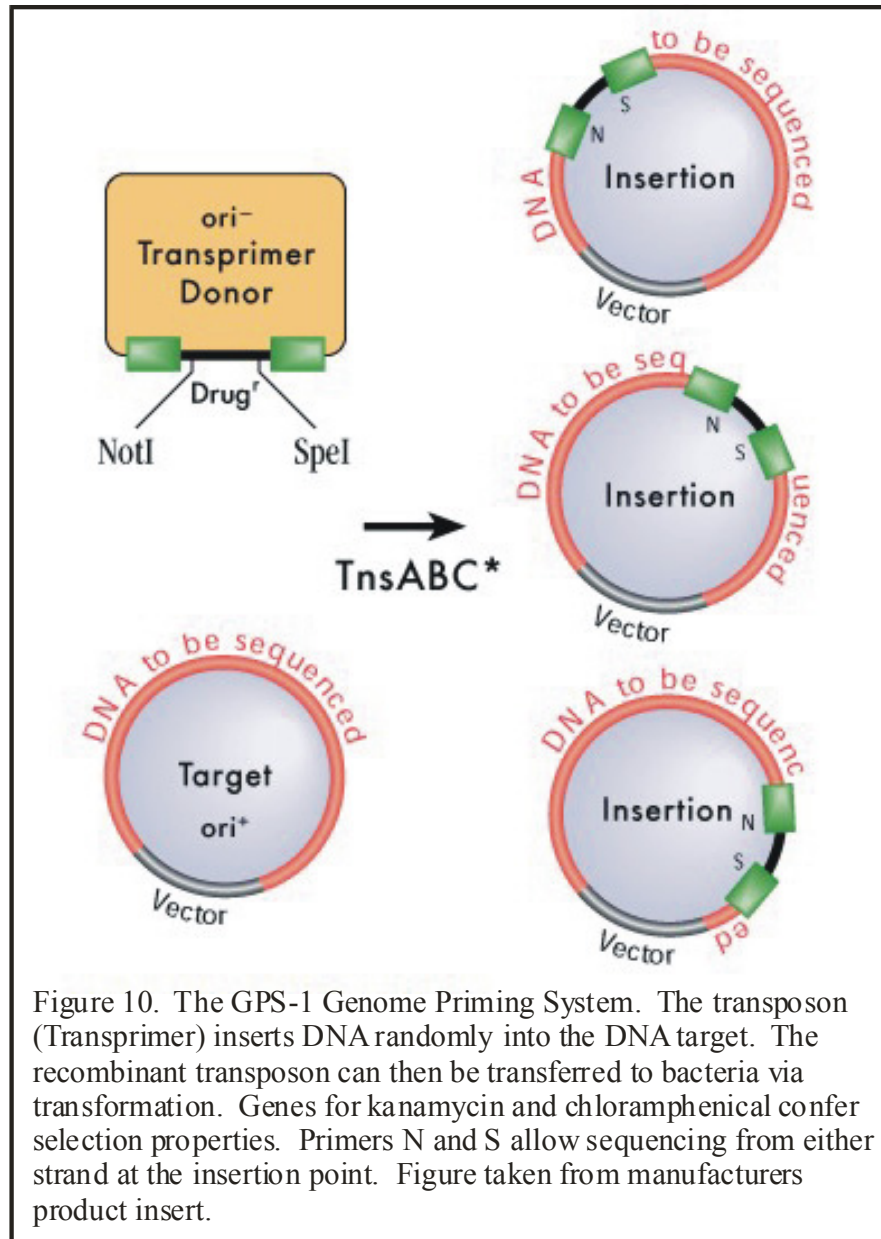 to be sequenced
S
N
DNA
Insertion
Vector
ori⁻
Transprimer
Donor
Drugʳ
NotI
SpeI
DNA to be seq
N
S
Insertion
uenced
Vector
TnsABC*
DNA to be sequenced
Target
ori⁺
Vector
DNA to be sequenc
Insertion
N
S
ed
Vector
Figure 10. The GPS-1 Genome Priming System. The transposon
(Transprimer) inserts DNA randomly into the DNA target. The
recombinant transposon can then be transferred to bacteria via
transformation. Genes for kanamycin and chloramphenical confer
selection properties. Primers N and S allow sequencing from either
strand at the insertion point. Figure taken from manufacturers
product insert.